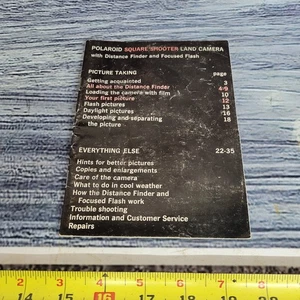 POLAROID SQUARE SHOOTER LAND CAMERA
with Distance Finder and Focused Flash
PICTURE TAKING page
Getting acquainted 3
All about the Distance Finder 4-9
Loading the camera with film 10
Your first picture 12
Flash pictures 13
Daylight pictures 16
Developing and separating 18
the picture
EVERYTHING ELSE 22-35
Hints for better pictures
Copies and enlargements
Care of the camera
What to do in cool weather
How the Distance Finder and
Focused Flash work
Trouble shooting
Information and Customer Service
Repairs
14 15 16 17 18 19 20 21